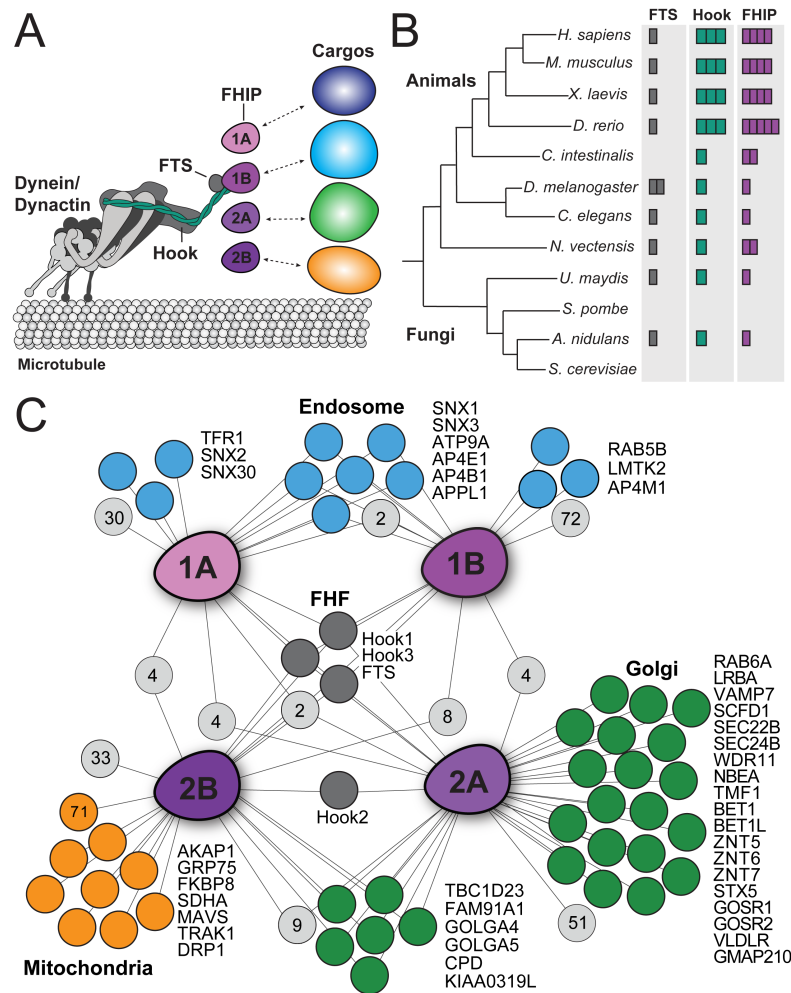 A
Cargos
FHIP
1A
FTS
1B
Dynein/
Dynactin
2A
Hook
2B
Microtubule
B
FTS
Hook
FHIP
H. sapiens
M. musculus
Animals
X. laevis
D. rerio
C. intestinalis
D. melanogaster
C. elegans
N. vectensis
U. maydis
S. pombe
Fungi
A. nidulans
S. cerevisiae
C
Endosome
TFR1
SNX2
SNX30
SNX1
SNX3
ATP9A
AP4E1
AP4B1
APPL1
RAB5B
LMTK2
AP4M1
30
2
72
1A
1B
FHF
Hook1
Hook3
FTS
4
4
2
8
4
Golgi
RAB6A
LRBA
VAMP7
SCFD1
SEC22B
SEC24B
WDR11
NBEA
TMF1
BET1
BET1L
ZNT5
ZNT6
ZNT7
STX5
GOSR1
GOSR2
VLDLR
GMAP210
33
2B
2A
Hook2
71
AKAP1
GRP75
FKBP8
SDHA
MAVS
TRAK1
DRP1
Mitochondria
9
TBC1D23
FAM91A1
GOLGA4
GOLGA5
CPD
KIAA0319L
51